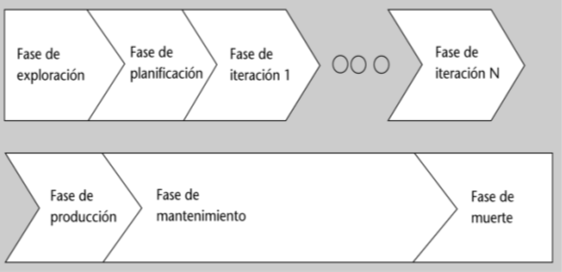 Fase de
exploración
Fase de
planificación
Fase de
iteración 1
Fase de
iteración N
Fase de
producción
Fase de
mantenimiento
Fase de
muerte